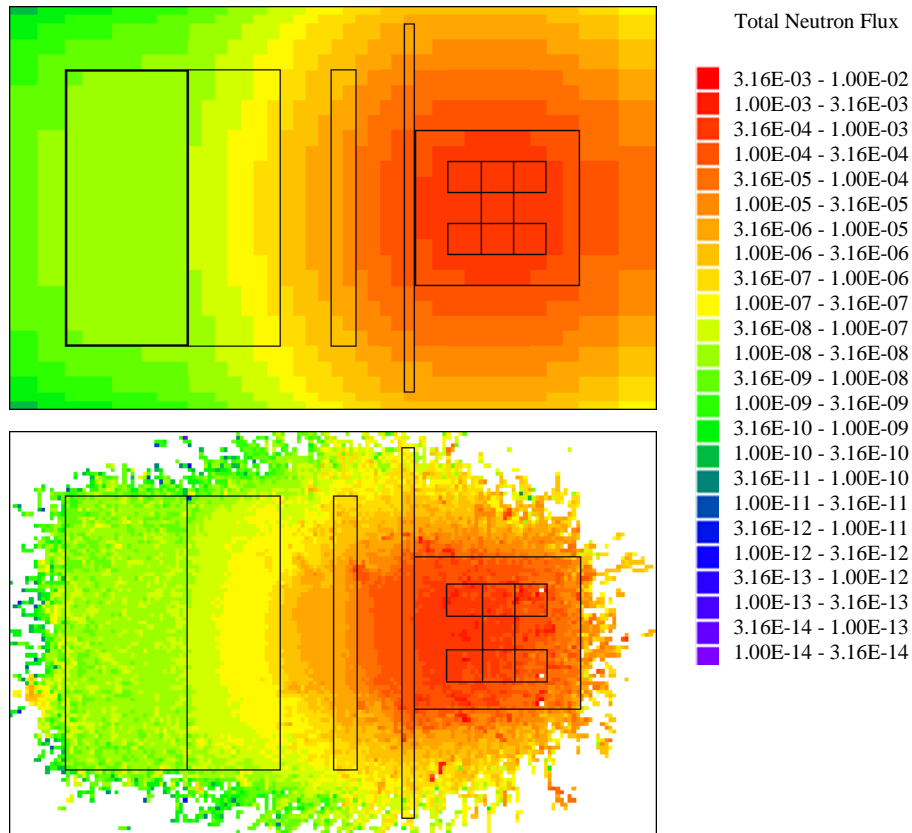 Total Neutron Flux
3.16E-03 - 1.00E-02
1.00E-03 - 3.16E-03
3.16E-04 - 1.00E-03
1.00E-04 - 3.16E-04
3.16E-05 - 1.00E-04
1.00E-05 - 3.16E-05
3.16E-06 - 1.00E-05
1.00E-06 - 3.16E-06
3.16E-07 - 1.00E-06
1.00E-07 - 3.16E-07
3.16E-08 - 1.00E-07
1.00E-08 - 3.16E-08
3.16E-09 - 1.00E-08
1.00E-09 - 3.16E-09
3.16E-10 - 1.00E-09
1.00E-10 - 3.16E-10
3.16E-11 - 1.00E-10
1.00E-11 - 3.16E-11
3.16E-12 - 1.00E-11
1.00E-12 - 3.16E-12
3.16E-13 - 1.00E-12
1.00E-13 - 3.16E-13
3.16E-14 - 1.00E-13
1.00E-14 - 3.16E-14